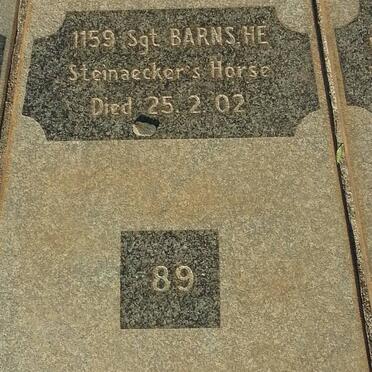 1159 Sgt BARNS, HE
Steinaecker's Horse
Died 25.2.02
89